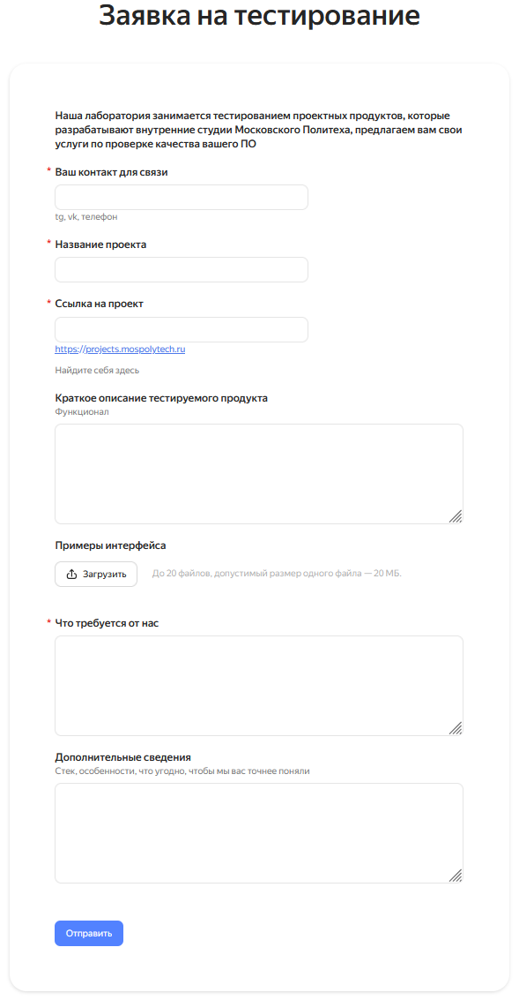 Заявка на тестирование
Наша лаборатория занимается тестированием проектных продуктов, которые
разрабатывают внутренние студии Московского Политеха, предлагаем вам свои
услуги по проверке качества вашего ПО
* Ваш контакт для связи
tg, vk, телефон
* Название проекта
* Ссылка на проект
https://projects.mospolytech.ru
Найдите себя здесь
Краткое описание тестируемого продукта
Функционал
Примеры интерфейса
Загрузить До 20 файлов, допустимый размер одного файла — 20 МБ.
* Что требуется от нас
Дополнительные сведения
Стек, особенности, что угодно, чтобы мы вас точнее поняли
Отправить